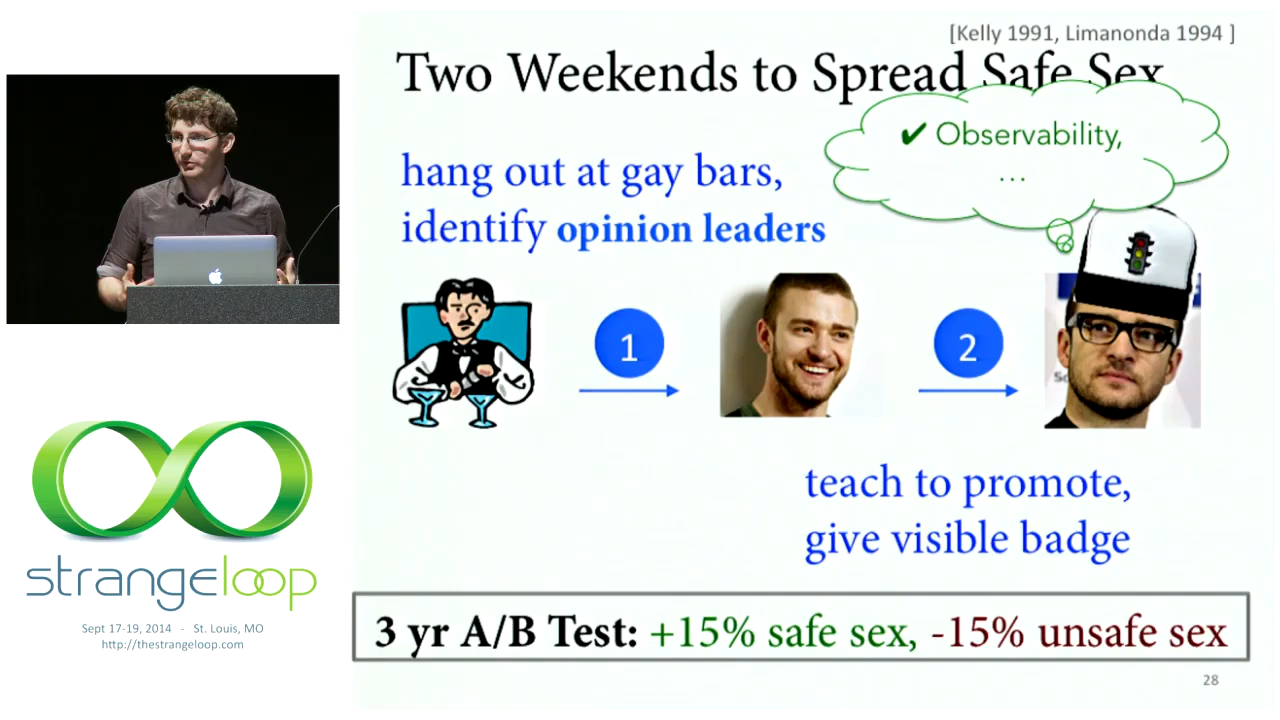 [Kelly 1991, Limanonda 1994 ]
Two Weekends to Spread Safe Sex
✔ Observability,
...
hang out at gay bars,
identify opinion leaders
1
2
teach to promote,
give visible badge
3 yr A/B Test: +15% safe sex, -15% unsafe sex
28
strangeloop
Sept 17-19, 2014 - St. Louis, MO
http://thestrangeloop.com